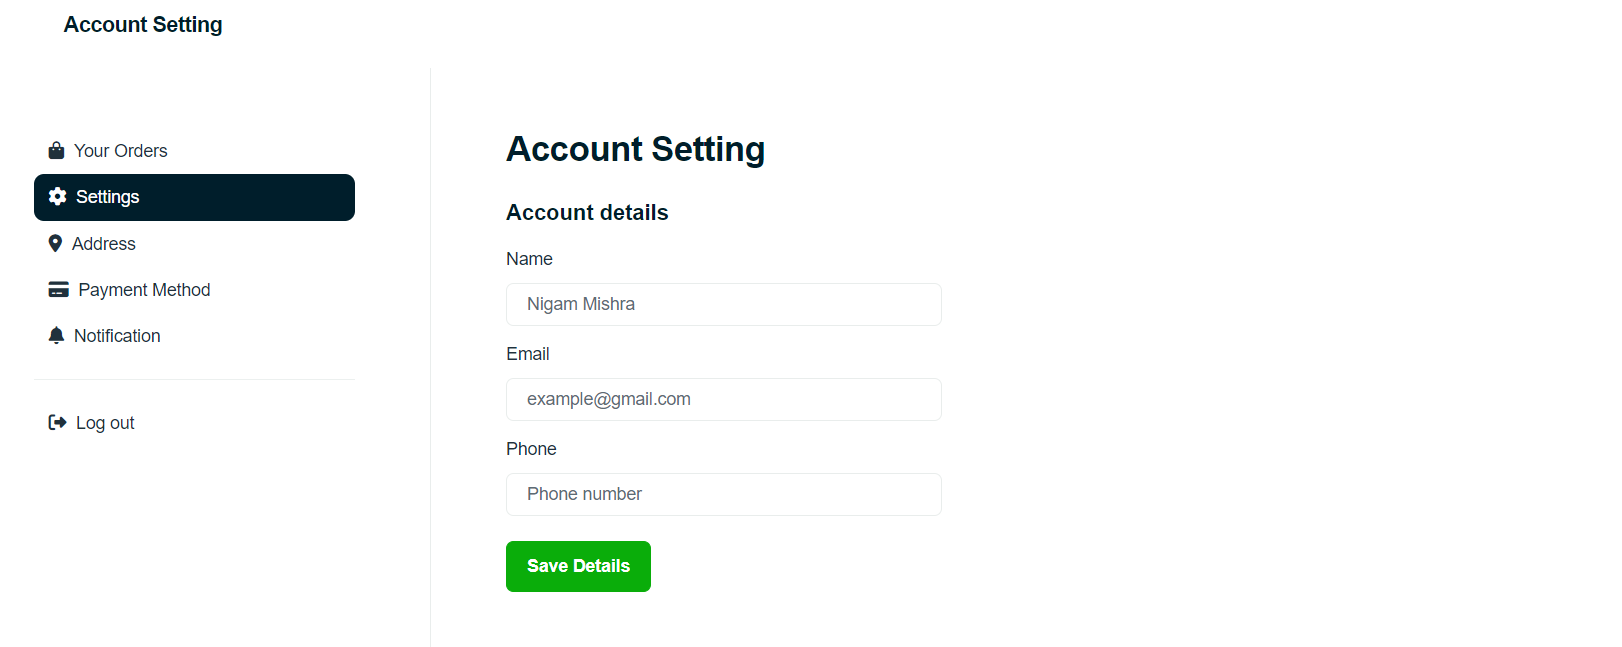 Account Setting
Your Orders
Settings
Address
Payment Method
Notification
Log out
Account Setting
Account details
Name
Nigam Mishra
Email
example@gmail.com
Phone
Phone number
Save Details